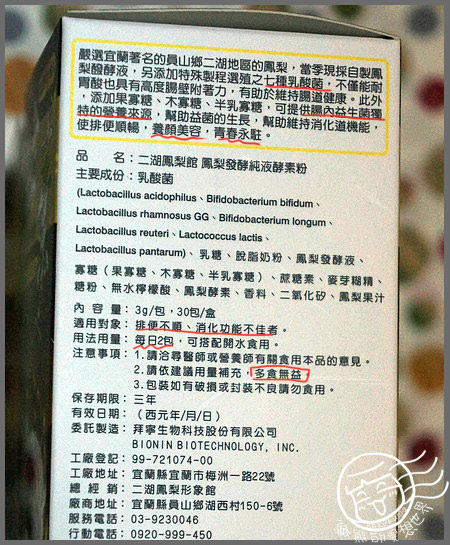 嚴選宜蘭著名的員山鄉二湖地區的鳳梨，當季現採自製鳳
梨醱酵液，另添加特殊製程選殖之七種乳酸菌，不僅能耐
胃酸也具有高度腸壁附著力，有助於維持腸道健康。此外
，添加果寡糖、木寡糖、半乳寡糖，可提供腸內益生菌獨
特的營養來源，幫助益菌的生長，幫助維持消化道機能，
使排便順暢，養顏美容，青春永駐。
品名：二湖鳳梨館 鳳梨發酵純液酵素粉
主要成份：乳酸菌
(Lactobacillus acidophilus、Bifidobacterium bifidum、
Lactobacillus rhamnosus GG、Bifidobacterium longum、
Lactobacillus reuteri、Lactococcus lactis、
Lactobacillus pantarum)、乳糖、脫脂奶粉、鳳梨發酵液、
寡糖（果寡糖、木寡糖、半乳寡糖）、蔗糖素、麥芽糊精、
糖粉、無水檸檬酸、鳳梨酵素、香料、二氧化矽、鳳梨果汁
內容量：3g/包，30包/盒
適用對象：排便不順、消化功能不佳者。
用法用量：每日2包，可搭配開水食用。
注意事項：1.請洽尋醫師或營養師有關食用本品的意見。
2.請依建議用量補充，多食無益。
3.包裝如有破損或封裝不良請勿食用。
保存期限：三年
有效日期：（西元年/月/日）
委託製造：拜寧生物科技股份有限公司
BIONIN BIOTECHNOLOGY, INC.
工廠登記：99-721074-00
工廠地址：宜蘭縣宜蘭市梅洲一路22號
總經銷：二湖鳳梨形象館
廠商地址：宜蘭縣員山鄉湖西村150-6號
服務電話：03-9230046
行動電話：0920-999-450